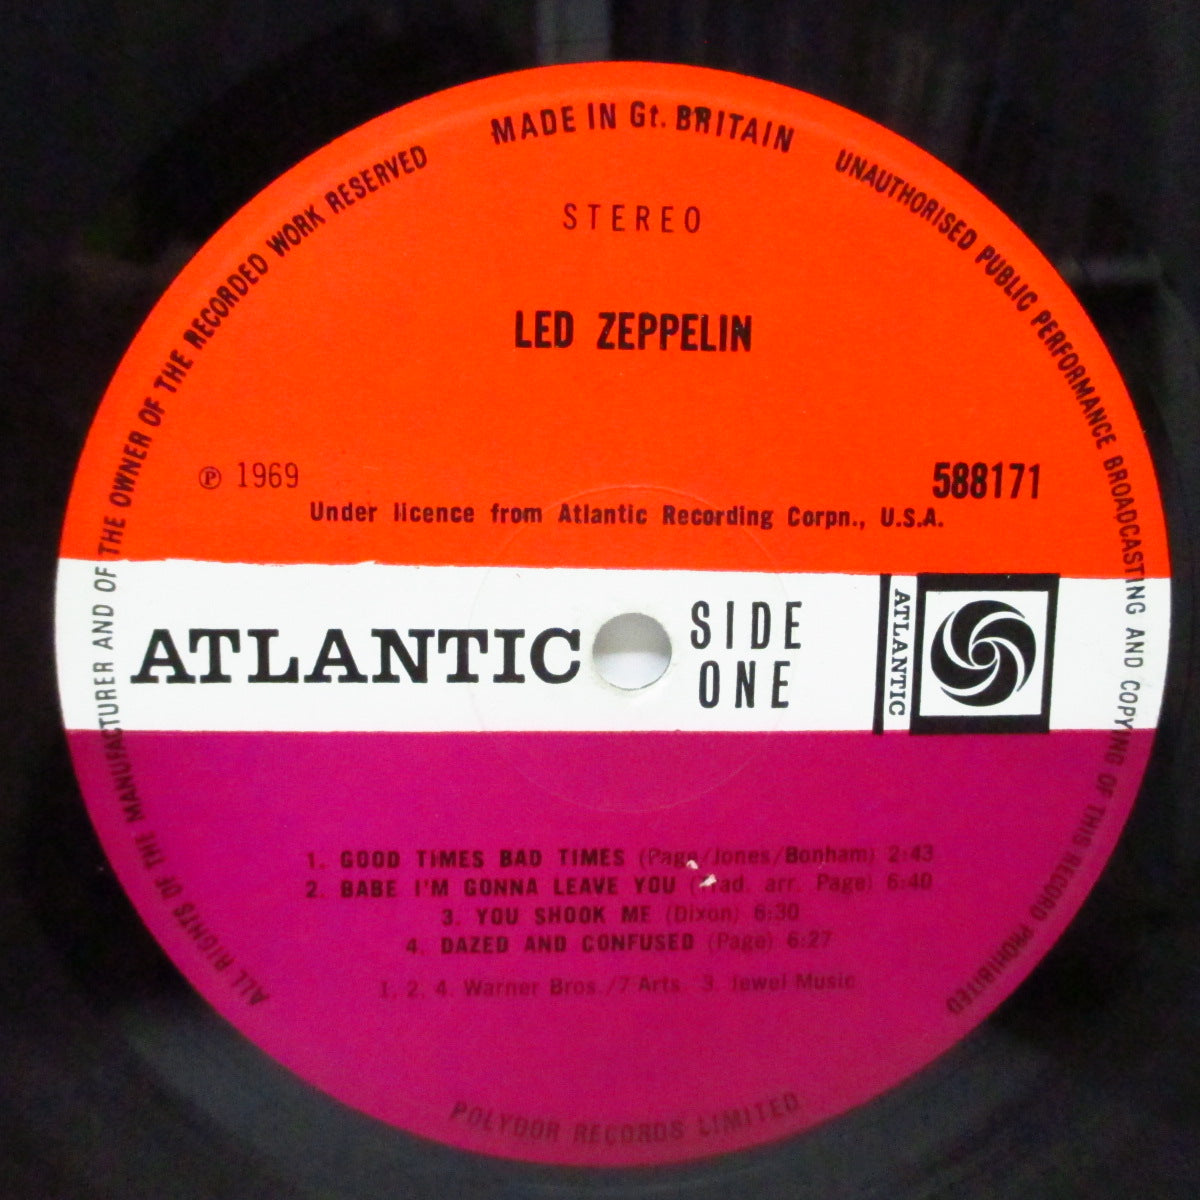 MADE IN Gt. BRITAIN
UNAUTHORISED PUBLIC PERFORMANCE BROADCASTING AND COPYING OF THIS RECORD PROHIBITED
ALL RIGHTS OF THE MANUFACTURER AND OF THE OWNER OF THE RECORDED WORK RESERVED
STEREO
LED ZEPPELIN
℗ 1969
588171
Under licence from Atlantic Recording Corpn., U.S.A.
ATLANTIC
SIDE
ONE
ATLANTIC
1. GOOD TIMES BAD TIMES (Page/Jones/Bonham) 2:43
2. BABE I'M GONNA LEAVE YOU (Trad. arr. Page) 6:40
3. YOU SHOOK ME (Dixon) 6:30
4. DAZED AND CONFUSED (Page) 6:27
1, 2, 4. Warner Bros./7 Arts. 3. Jewel Music
POLYDOR RECORDS LIMITED